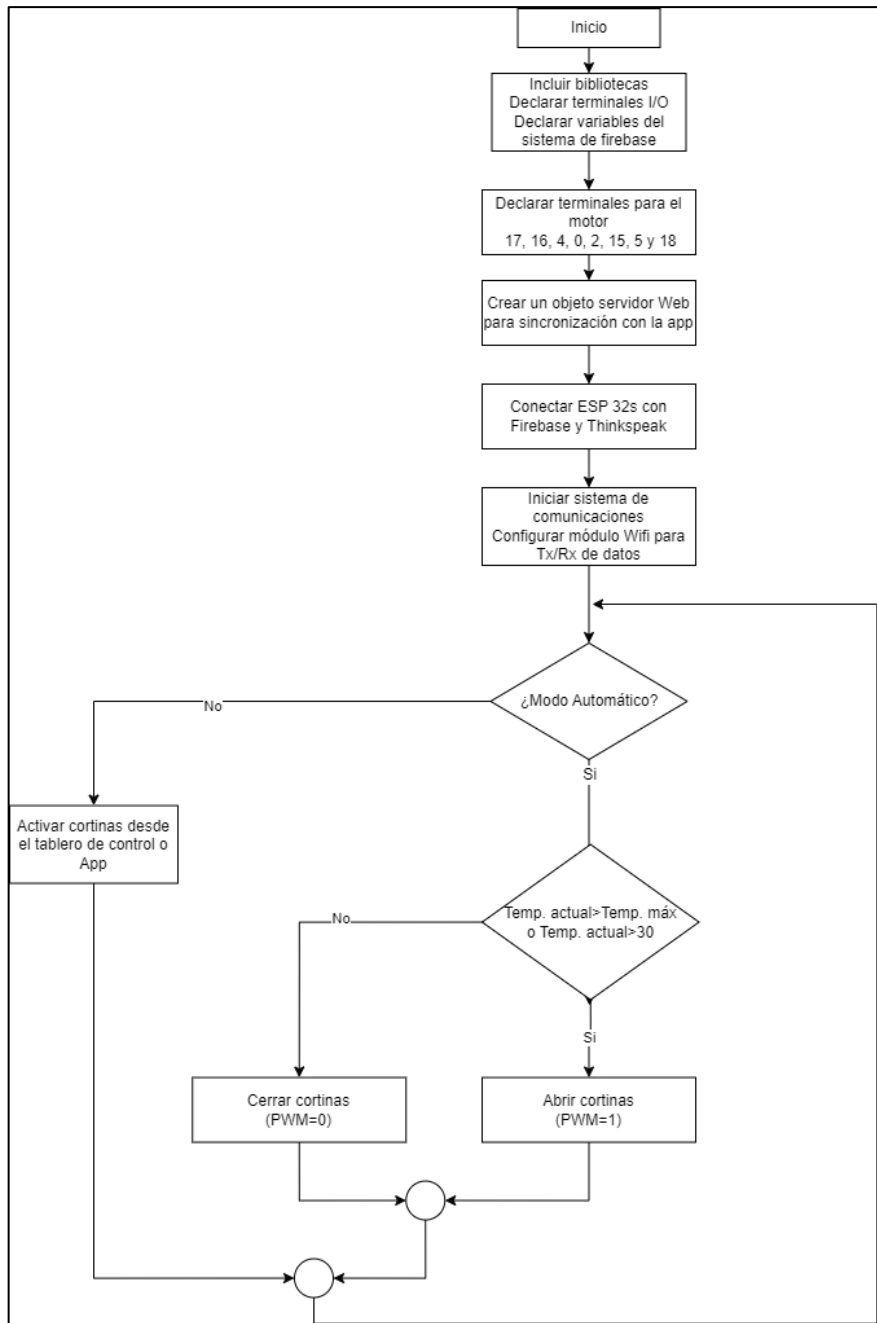 Inicio
Incluir bibliotecas
Declarar terminales I/O
Declarar variables del
sistema de firebase
Declarar terminales para el
motor
17, 16, 4, 0, 2, 15, 5 y 18
Crear un objeto servidor Web
para sincronización con la app
Conectar ESP 32s con
Firebase y Thinkspeak
Iniciar sistema de
comunicaciones
Configurar módulo Wifi para
Tx/Rx de datos
¿Modo Automático?
No
Si
Activar cortinas desde
el tablero de control o
App
Temp. actual>Temp. máx
o Temp. actual>30
No
Si
Cerrar cortinas
(PWM=0)
Abrir cortinas
(PWM=1)